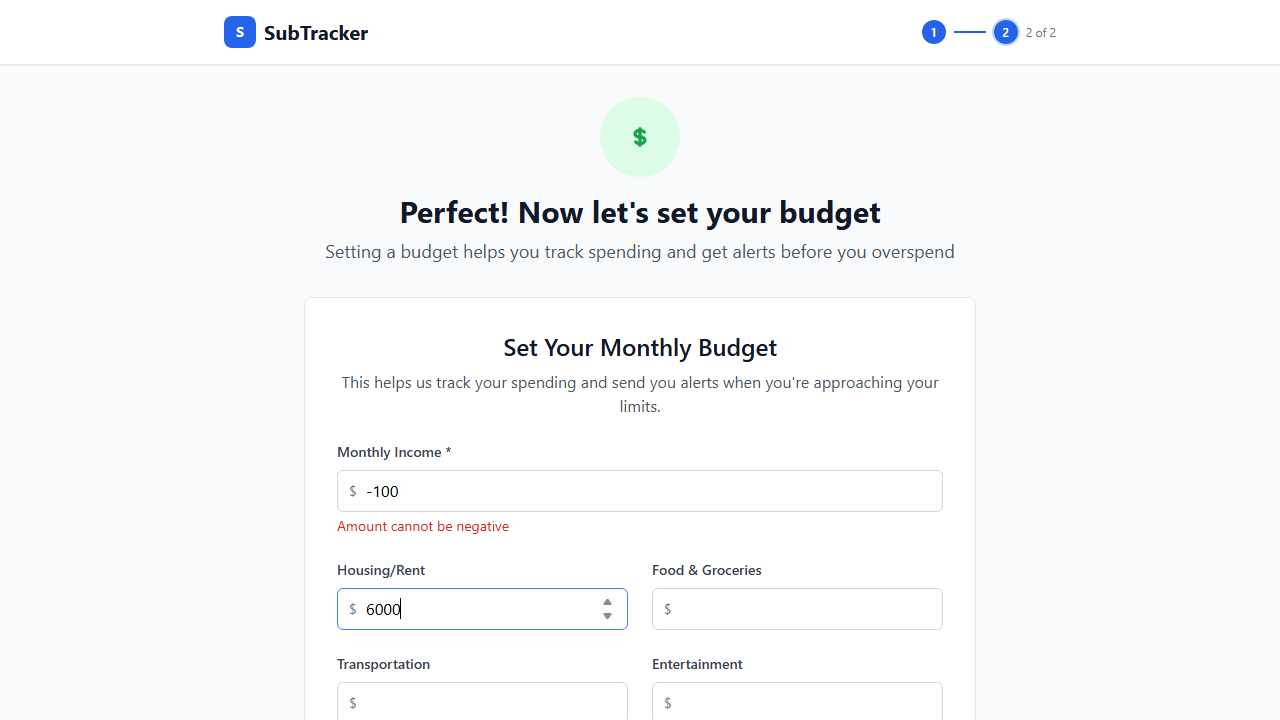 S SubTracker
1 2 2 of 2
$
Perfect! Now let's set your budget
Setting a budget helps you track spending and get alerts before you overspend
Set Your Monthly Budget
This helps us track your spending and send you alerts when you're approaching your
limits.
Monthly Income *
$ -100
Amount cannot be negative
Housing/Rent Food & Groceries
$ 6000 $
Transportation Entertainment
$ $